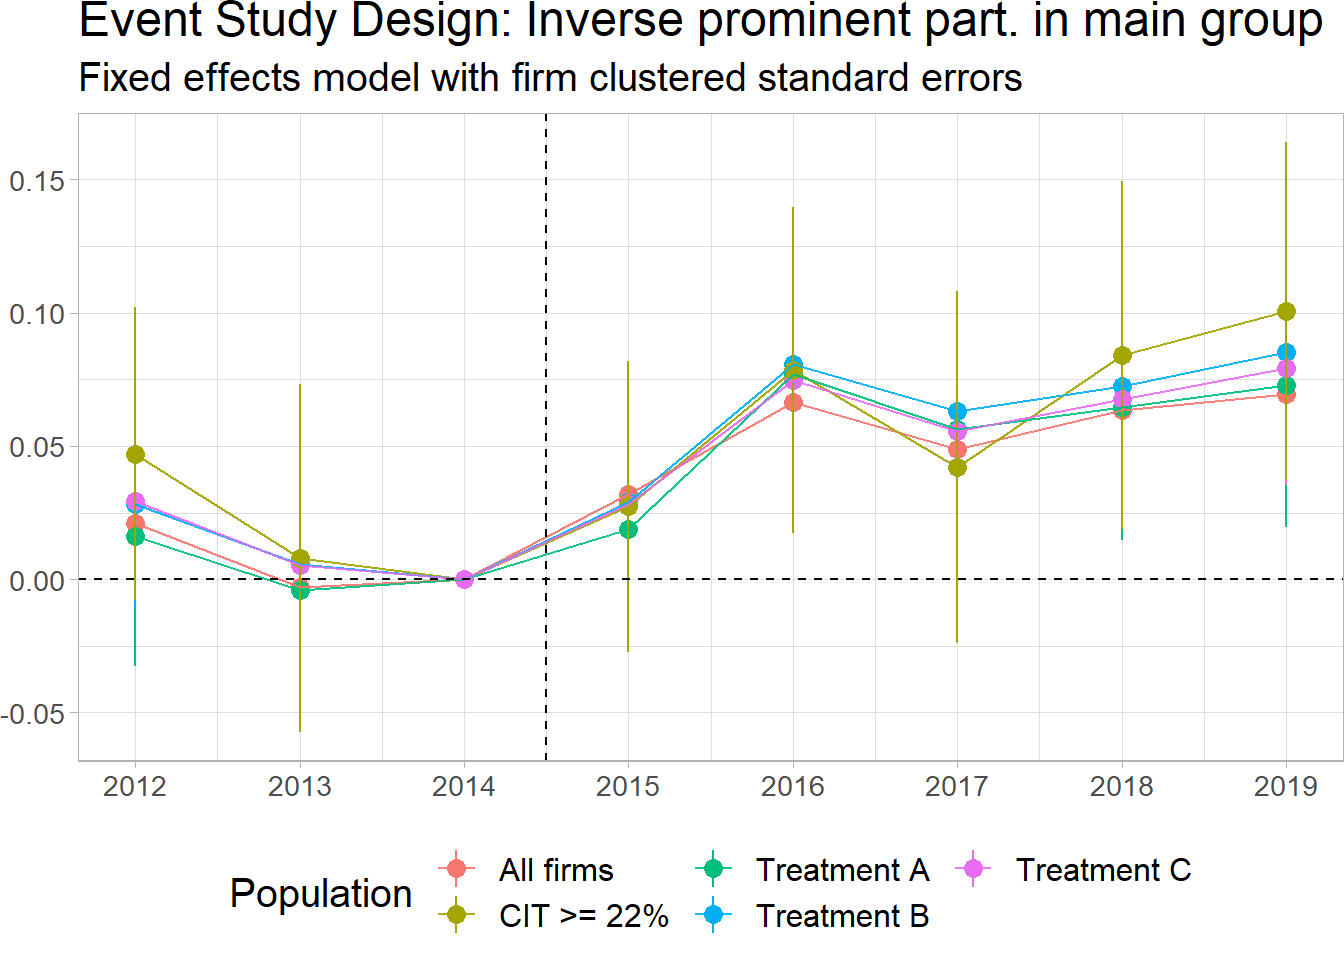 Event Study Design: Inverse prominent part. in main group
Fixed effects model with firm clustered standard errors
0.15
0.10
0.05
0.00
-0.05
2012 2013 2014 2015 2016 2017 2018 2019
Population
All firms Treatment A Treatment C
CIT >= 22% Treatment B